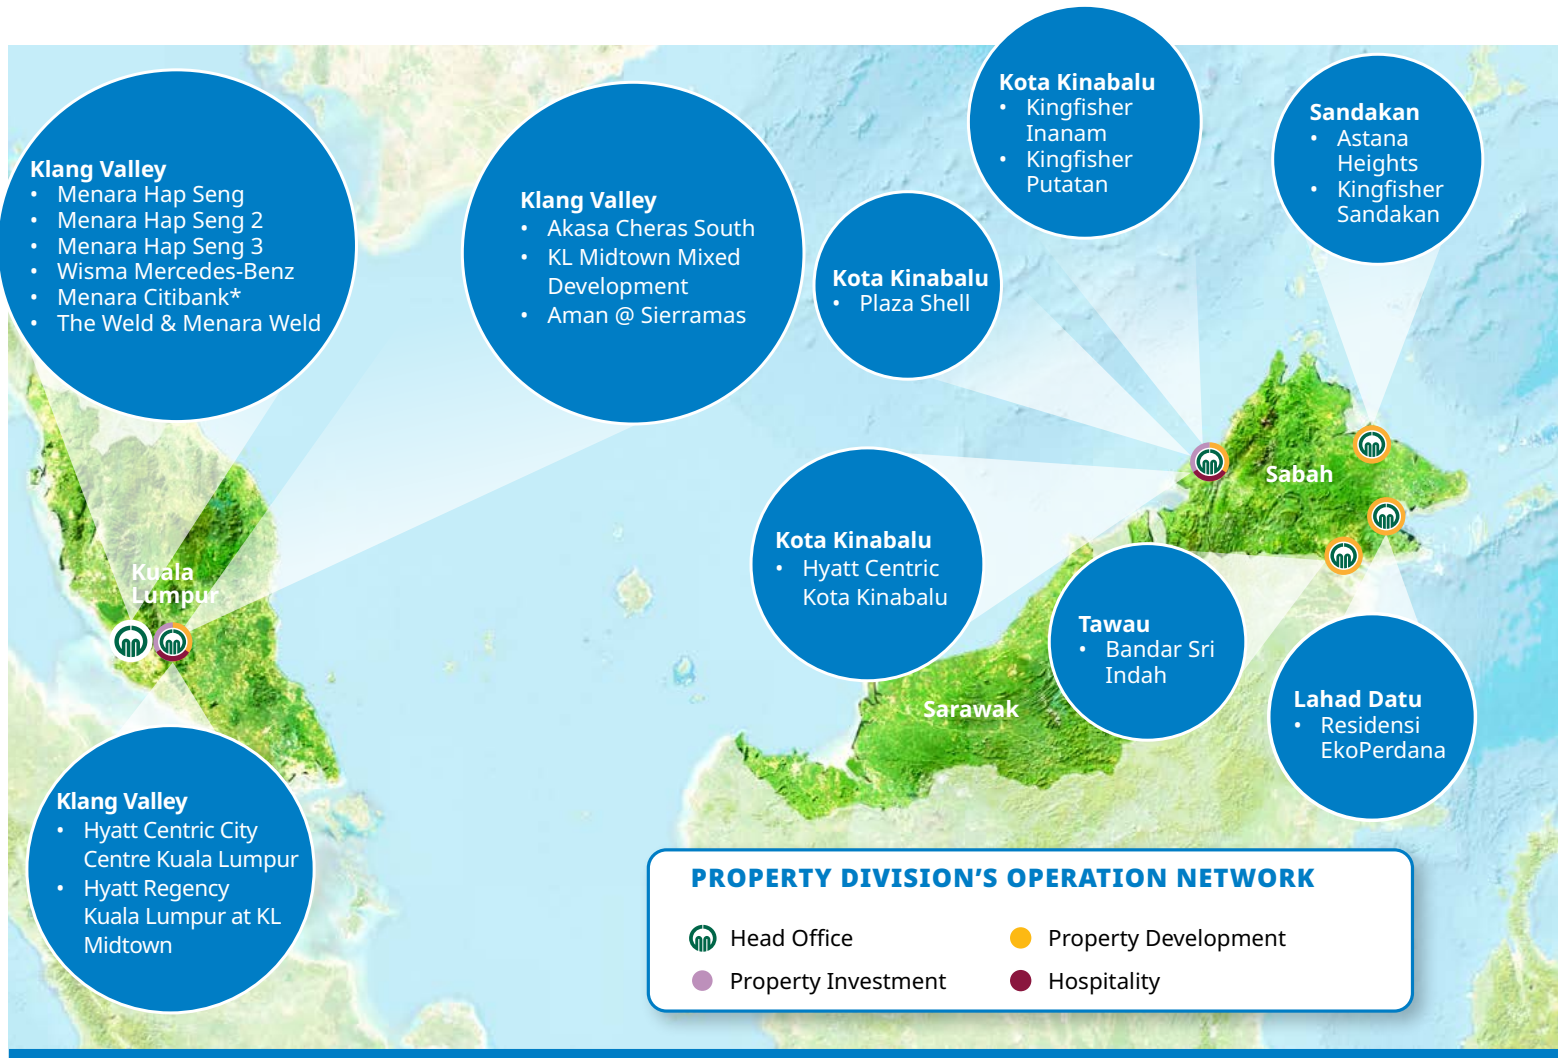 Klang Valley
• Menara Hap Seng
• Menara Hap Seng 2
• Menara Hap Seng 3
• Wisma Mercedes-Benz
• Menara Citibank*
• The Weld & Menara Weld
Klang Valley
• Akasa Cheras South
• KL Midtown Mixed
Development
• Aman @ Sierramas
Kota Kinabalu
• Plaza Shell
Kota Kinabalu
• Kingfisher
Inanam
• Kingfisher
Putatan
Sandakan
• Astana
Heights
• Kingfisher
Sandakan
Sabah
Kota Kinabalu
• Hyatt Centric
Kota Kinabalu
Kuala
Lumpur
Tawau
• Bandar Sri
Indah
Sarawak
Lahad Datu
• Residensi
EkoPerdana
Klang Valley
• Hyatt Centric City
Centre Kuala Lumpur
• Hyatt Regency
Kuala Lumpur at KL
Midtown
PROPERTY DIVISION'S OPERATION NETWORK
Head Office
Property Development
Property Investment
Hospitality